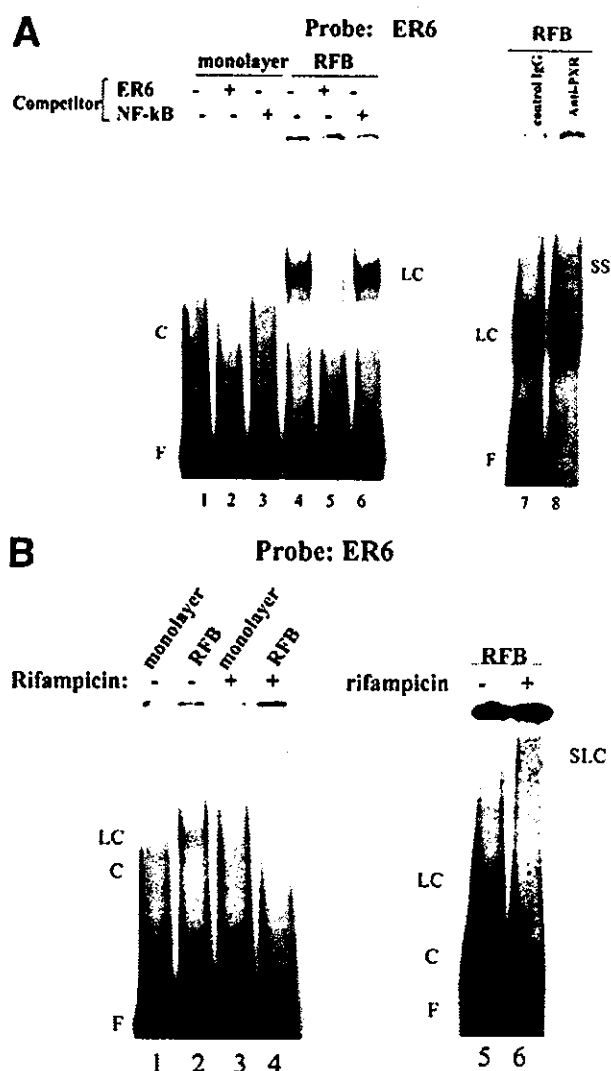 A
Probe: ER6
monolayer RFB
RFB
Competitor
ER6 - + - - + -
NF-kB - - + - - +
control IgG
Anti-PXR
LC
C
F
SS
LC
F
1 2 3 4 5 6
7 8
B
Probe: ER6
monolayer
RFB
monolayer
RFB
Rifampicin: - - + +
RFB
rifampicin - +
LC
C
F
SLC
LC
C
F
1 2 3 4
5 6